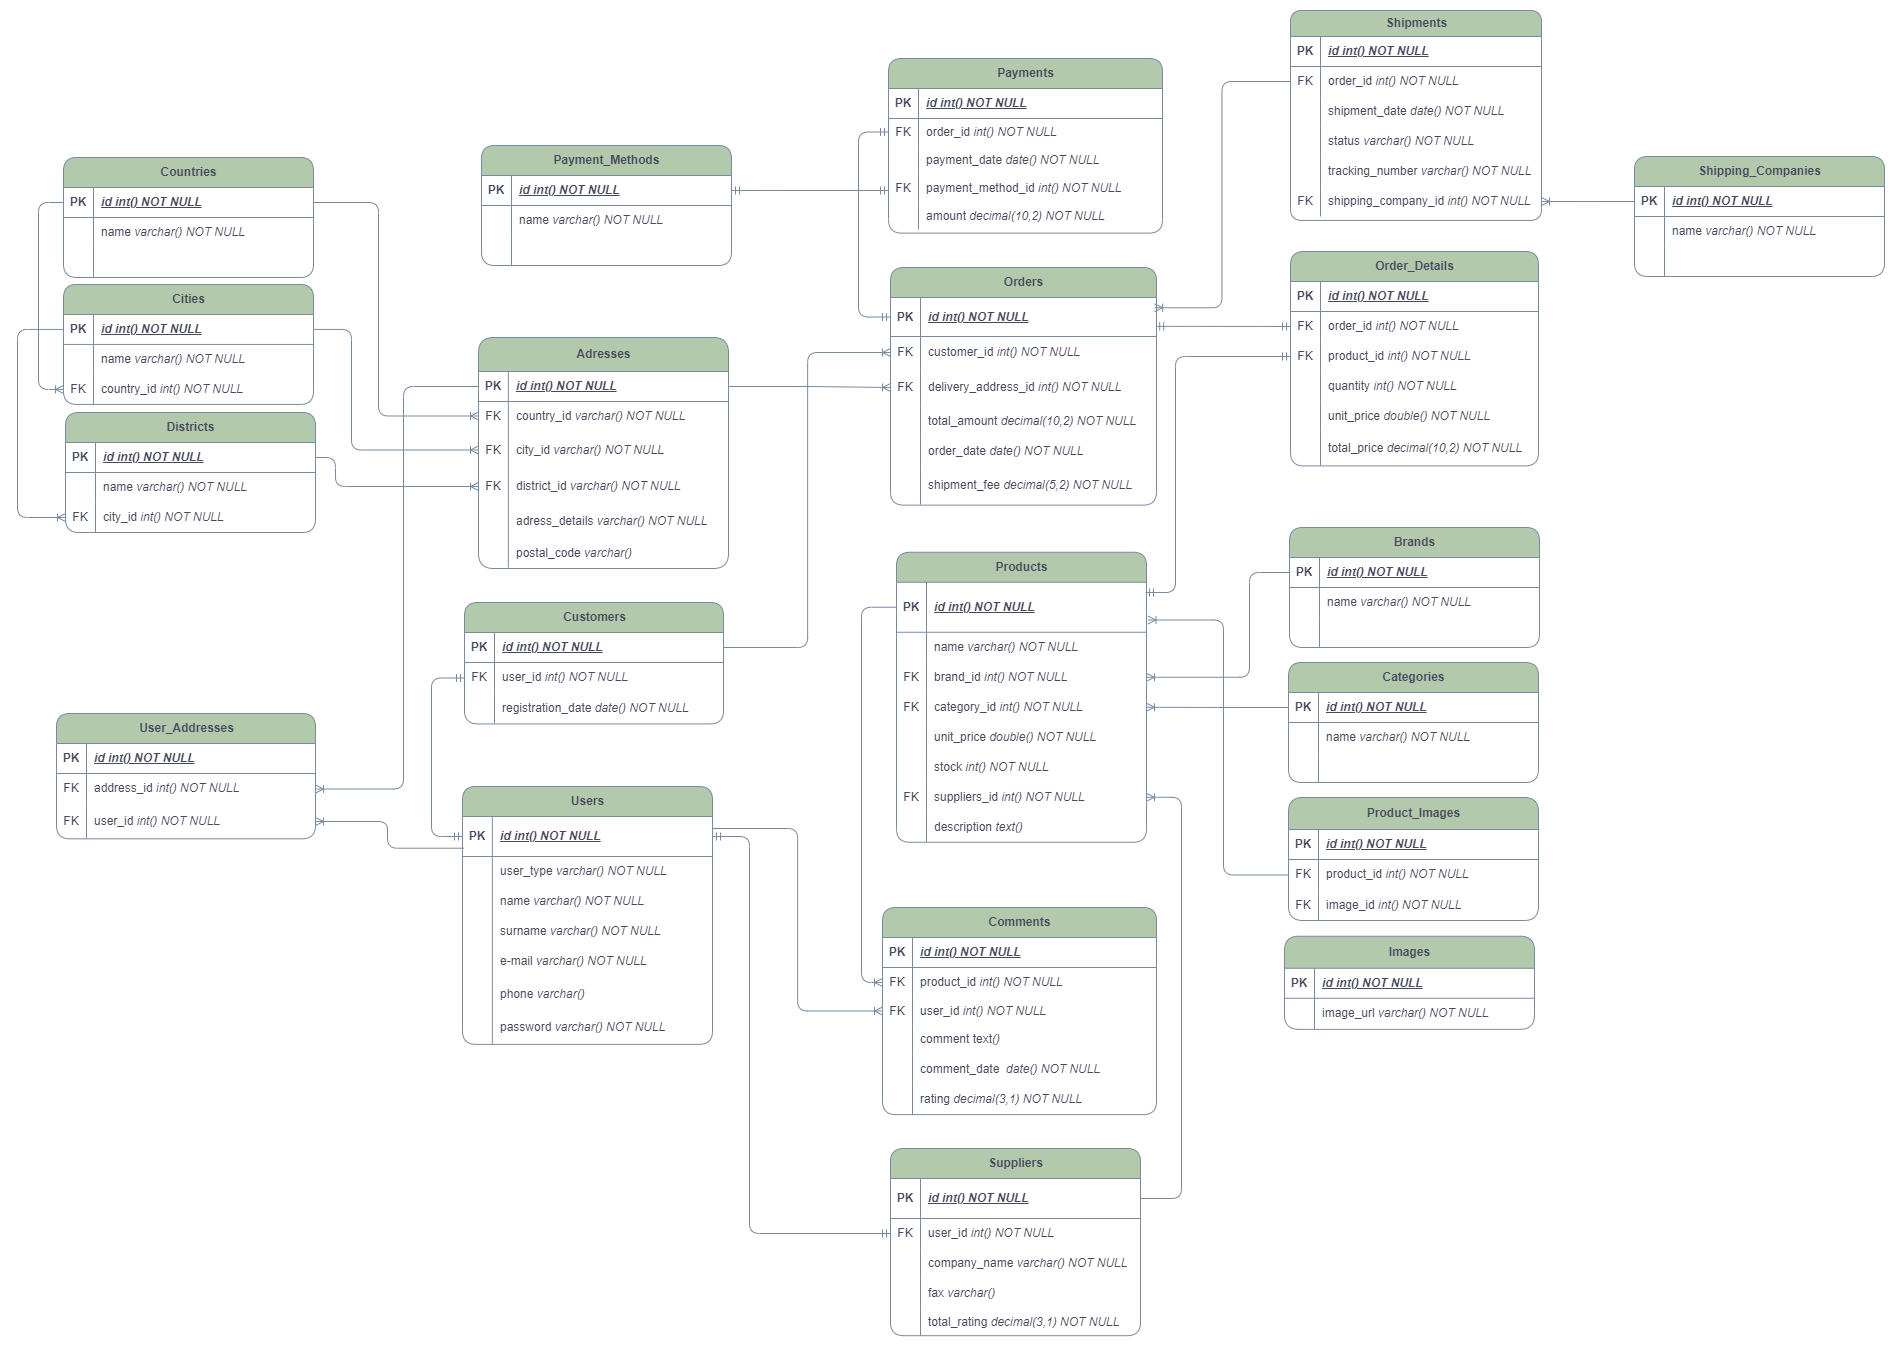 Shipments
PK id int() NOT NULL
FK order_id int() NOT NULL
shipment_date date() NOT NULL
status varchar() NOT NULL
tracking_number varchar() NOT NULL
FK shipping_company_id int() NOT NULL
Payments
PK id int() NOT NULL
FK order_id int() NOT NULL
payment_date date() NOT NULL
FK payment_method_id int() NOT NULL
amount decimal(10,2) NOT NULL
Payment_Methods
PK id int() NOT NULL
name varchar() NOT NULL
Countries
PK id int() NOT NULL
name varchar() NOT NULL
Shipping_Companies
PK id int() NOT NULL
name varchar() NOT NULL
Cities
PK id int() NOT NULL
name varchar() NOT NULL
FK country_id int() NOT NULL
Districts
PK id int() NOT NULL
name varchar() NOT NULL
FK city_id int() NOT NULL
Adresses
PK id int() NOT NULL
FK country_id varchar() NOT NULL
FK city_id varchar() NOT NULL
FK district_id varchar() NOT NULL
adress_details varchar() NOT NULL
postal_code varchar()
Orders
PK id int() NOT NULL
FK customer_id int() NOT NULL
FK delivery_address_id int() NOT NULL
total_amount decimal(10,2) NOT NULL
order_date date() NOT NULL
shipment_fee decimal(5,2) NOT NULL
Order_Details
PK id int() NOT NULL
FK order_id int() NOT NULL
FK product_id int() NOT NULL
quantity int() NOT NULL
unit_price double() NOT NULL
total_price decimal(10,2) NOT NULL
Customers
PK id int() NOT NULL
FK user_id int() NOT NULL
registration_date date() NOT NULL
Products
PK id int() NOT NULL
name varchar() NOT NULL
FK brand_id int() NOT NULL
FK category_id int() NOT NULL
unit_price double() NOT NULL
stock int() NOT NULL
FK suppliers_id int() NOT NULL
description text()
Brands
PK id int() NOT NULL
name varchar() NOT NULL
Categories
PK id int() NOT NULL
name varchar() NOT NULL
User_Addresses
PK id int() NOT NULL
FK address_id int() NOT NULL
FK user_id int() NOT NULL
Users
PK id int() NOT NULL
user_type varchar() NOT NULL
name varchar() NOT NULL
surname varchar() NOT NULL
e-mail varchar() NOT NULL
phone varchar()
password varchar() NOT NULL
Product_Images
PK id int() NOT NULL
FK product_id int() NOT NULL
FK image_id int() NOT NULL
Images
PK id int() NOT NULL
image_url varchar() NOT NULL
Comments
PK id int() NOT NULL
FK product_id int() NOT NULL
FK user_id int() NOT NULL
comment text()
comment_date date() NOT NULL
rating decimal(3,1) NOT NULL
Suppliers
PK id int() NOT NULL
FK user_id int() NOT NULL
company_name varchar() NOT NULL
fax varchar()
total_rating decimal(3,1) NOT NULL